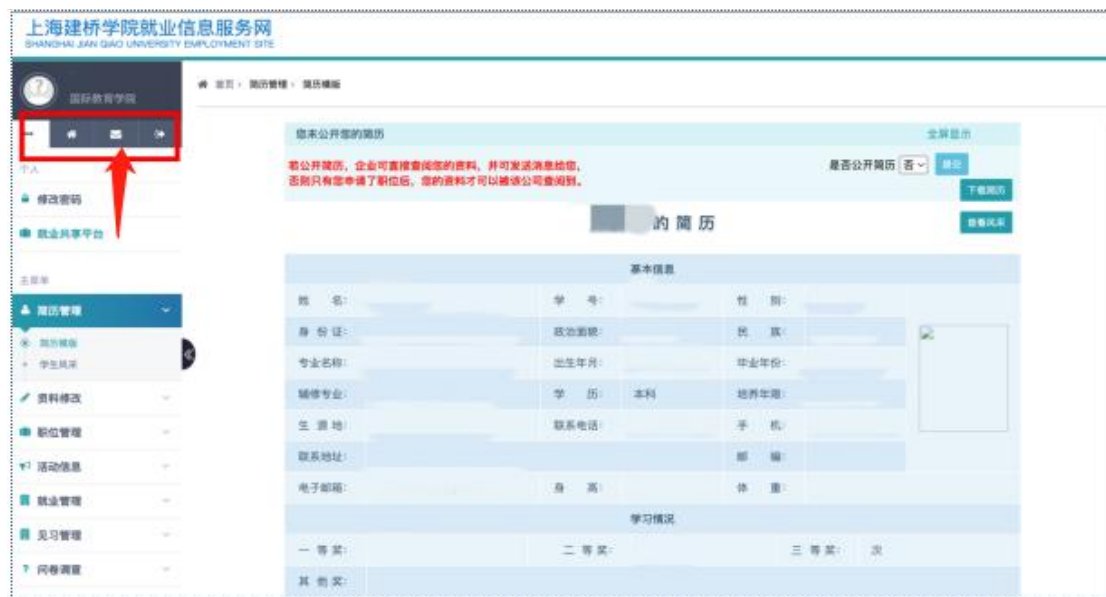 上海建桥学院就业信息服务网
SHANGHAI JIAN QIAO UNIVERSITY EMPLOYMENT SITE
国际教育学院
首页 › 简历管理 › 简历模版
个人
修改密码
就业共享平台
主菜单
简历管理
简历模版
学生风采
资料修改
职位管理
活动信息
就业管理
见习管理
问卷调查
您未公开您的简历
全屏显示
若公开简历，企业可直接查阅您的资料，并可发送消息给您，
否则只有您申请了职位后，您的资料才可以被该公司查阅到。
是否公开简历 否 提交
下载简历
的简历
查看风采
基本信息
姓 名： 学 号： 性 别：
身 份 证： 政治面貌： 民 族：
专业名称： 出生年月： 毕业年份：
辅修专业： 学 历： 本科 培养年限：
生 源 地： 联系电话： 手 机：
联系地址： 邮 编：
电子邮箱： 身 高： 体 重：
学习情况
一 等 奖： 二 等 奖： 三 等 奖： 次
其 他 奖：